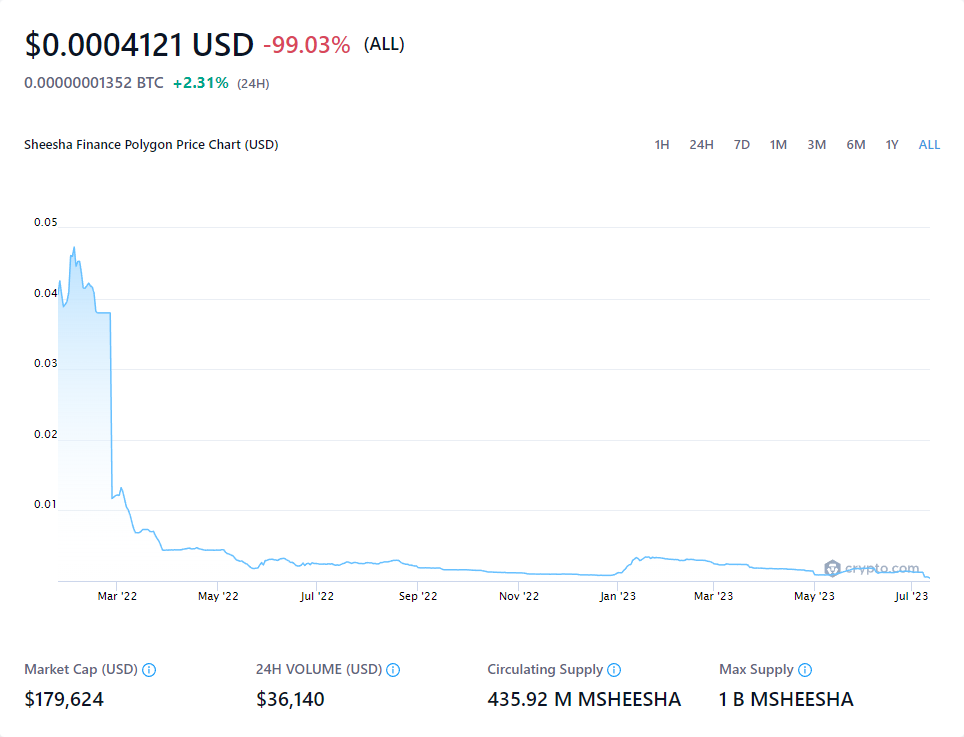 $0.0004121 USD -99.03% (ALL)
0.00000001352 BTC +2.31% (24H)
Sheesha Finance Polygon Price Chart (USD) 1H 24H 7D 1M 3M 6M 1Y ALL
0.05
0.04
0.03
0.02
0.01
crypto.com
Mar '22 May '22 Jul '22 Sep '22 Nov '22 Jan '23 Mar '23 May '23 Jul '23
Market Cap (USD) 24H VOLUME (USD) Circulating Supply Max Supply
$179,624 $36,140 435.92 M MSHEESHA 1 B MSHEESHA